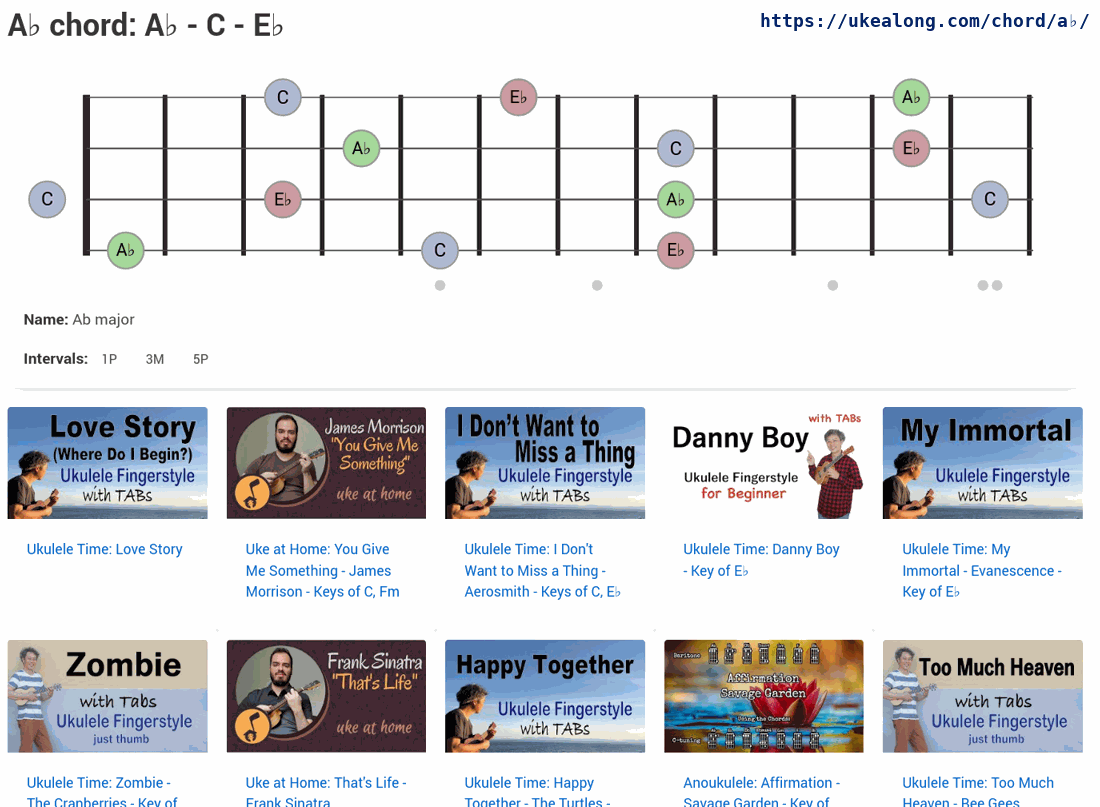 A♭ chord: A♭ - C - E♭
https://ukealong.com/chord/a♭/
C E♭ A♭
A♭ C E♭
C E♭ A♭ C
A♭ C E♭
Name: Ab major
Intervals: 1P 3M 5P
Love Story
(Where Do I Begin?)
Ukulele Fingerstyle
with TABs
James Morrison
"You Give Me
Something"
uke at home
I Don't Want to
Miss a Thing
Ukulele Fingerstyle
with TABs
with TABs
Danny Boy
Ukulele Fingerstyle
for Beginner
My Immortal
Ukulele Fingerstyle
with TABs
Ukulele Time: Love Story
Uke at Home: You Give
Me Something - James
Morrison - Keys of C, Fm
Ukulele Time: I Don't
Want to Miss a Thing -
Aerosmith - Keys of C, E♭
Ukulele Time: Danny Boy
- Key of E♭
Ukulele Time: My
Immortal - Evanescence -
Key of E♭
Zombie
with Tabs
Ukulele Fingerstyle
just thumb
Frank Sinatra
"That's Life"
uke at home
Happy Together
Ukulele Fingerstyle
with TABs
Baritone
Affirmation
Savage Garden
Using the Chords:
C-tuning
Too Much Heaven
with Tabs
Ukulele Fingerstyle
just thumb
Ukulele Time: Zombie -
The Cranberries - Key of
Uke at Home: That's Life -
Frank Sinatra
Ukulele Time: Happy
Together - The Turtles -
Anoukulele: Affirmation -
Savage Garden - Key of
Ukulele Time: Too Much
Heaven - Bee Gees